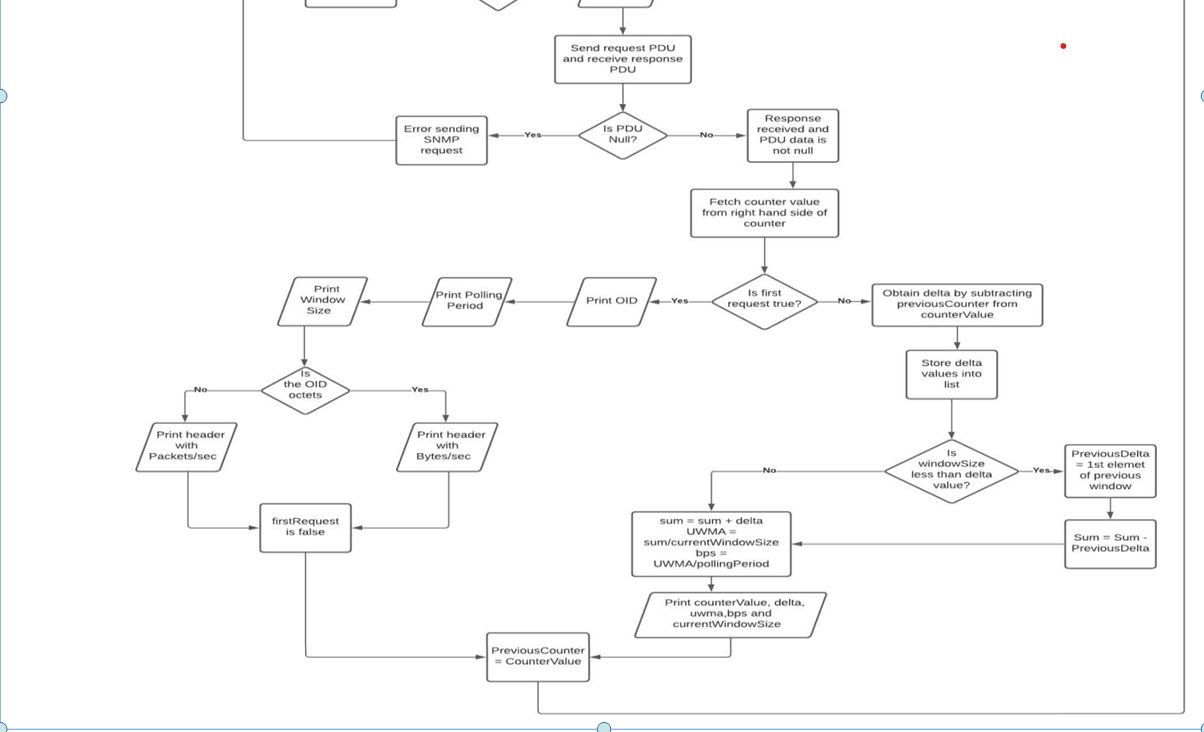 Send request PDU
and receive response
PDU
Error sending
SNMP
request
Yes
Is PDU
Null?
No
Response
received and
PDU data is
not null
Fetch counter value
from right hand side of
counter
Print
Window
Size
Print Polling
Period
Print OID
Yes
Is first
request true?
No
Obtain delta by subtracting
previousCounter from
counterValue
Store delta
values into
list
Is
the OID
octets
No
Yes
Print header
with
Packets/sec
Print header
with
Bytes/sec
Is
windowSize
less than delta
value?
No
Yes
PreviousDelta
= 1st elemet
of previous
window
firstRequest
is false
sum = sum + delta
UWMA =
sum/currentWindowSize
bps =
UWMA/pollingPeriod
Sum = Sum -
PreviousDelta
Print counterValue, delta,
uwma,bps and
currentWindowSize
PreviousCounter
= CounterValue